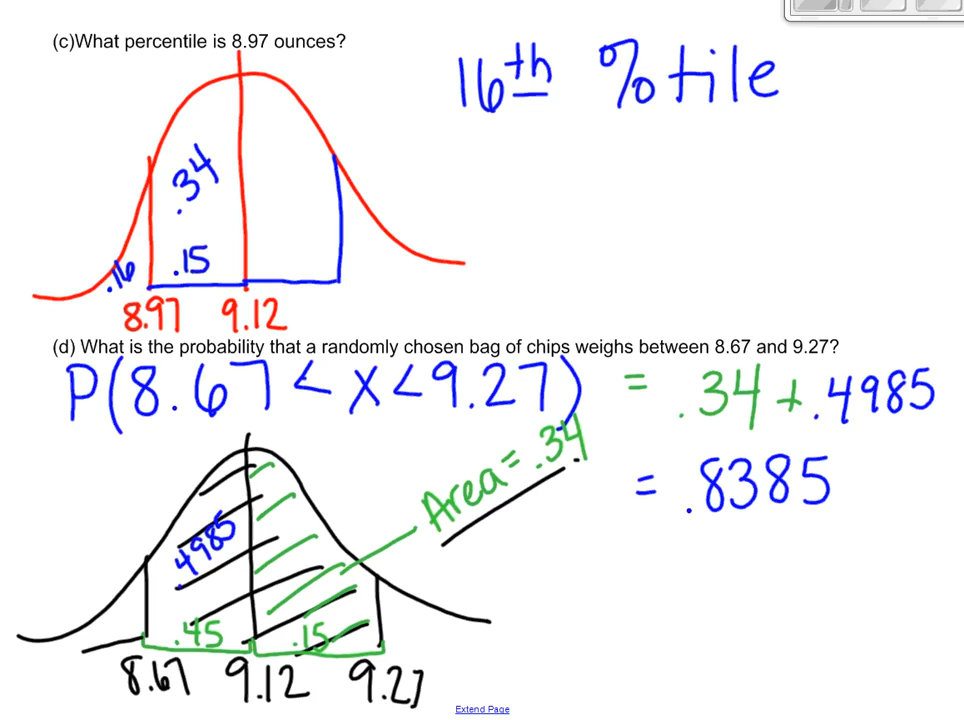 (c)What percentile is 8.97 ounces?
16th %tile
.34
.16
.15
8.97 9.12
(d) What is the probability that a randomly chosen bag of chips weighs between 8.67 and 9.27?
P(8.67 < x < 9.27) = .34 + .4985
= .8385
Area = .34
.4985
.45 .15
8.67 9.12 9.27
Extend Page